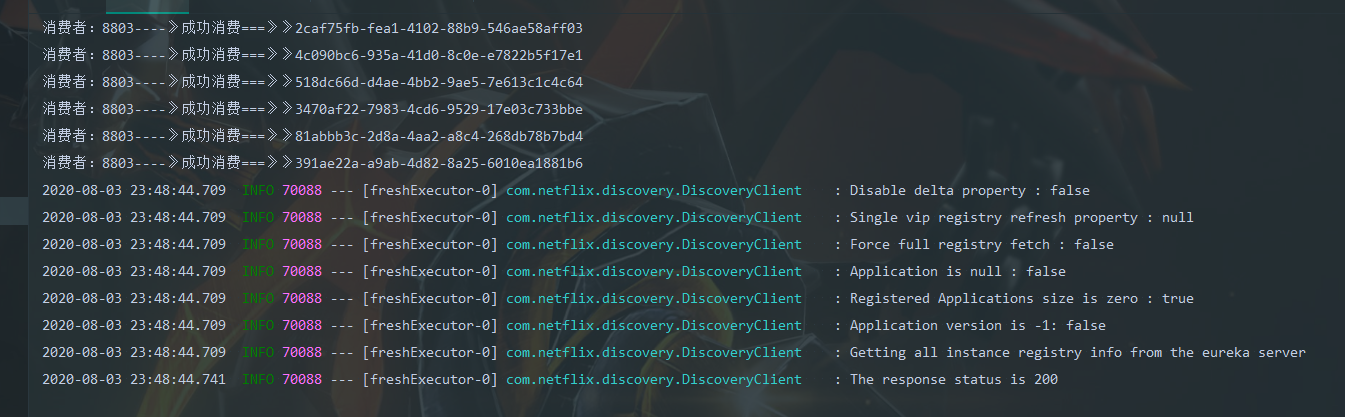 消费者：8803----》成功消费===》》2caf75fb-fea1-4102-88b9-546ae58aff03
消费者：8803----》成功消费===》》4c090bc6-935a-41d0-8c0e-e7822b5f17e1
消费者：8803----》成功消费===》》518dc66d-d4ae-4bb2-9ae5-7e613c1c4c64
消费者：8803----》成功消费===》》3470af22-7983-4cd6-9529-17e03c733bbe
消费者：8803----》成功消费===》》81abbb3c-2d8a-4aa2-a8c4-268db78b7bd4
消费者：8803----》成功消费===》》391ae22a-a9ab-4d82-8a25-6010ea1881b6
2020-08-03 23:48:44.709  INFO 70088 --- [freshExecutor-0] com.netflix.discovery.DiscoveryClient    : Disable delta property : false
2020-08-03 23:48:44.709  INFO 70088 --- [freshExecutor-0] com.netflix.discovery.DiscoveryClient    : Single vip registry refresh property : null
2020-08-03 23:48:44.709  INFO 70088 --- [freshExecutor-0] com.netflix.discovery.DiscoveryClient    : Force full registry fetch : false
2020-08-03 23:48:44.709  INFO 70088 --- [freshExecutor-0] com.netflix.discovery.DiscoveryClient    : Application is null : false
2020-08-03 23:48:44.709  INFO 70088 --- [freshExecutor-0] com.netflix.discovery.DiscoveryClient    : Registered Applications size is zero : true
2020-08-03 23:48:44.709  INFO 70088 --- [freshExecutor-0] com.netflix.discovery.DiscoveryClient    : Application version is -1: false
2020-08-03 23:48:44.709  INFO 70088 --- [freshExecutor-0] com.netflix.discovery.DiscoveryClient    : Getting all instance registry info from the eureka server
2020-08-03 23:48:44.741  INFO 70088 --- [freshExecutor-0] com.netflix.discovery.DiscoveryClient    : The response status is 200